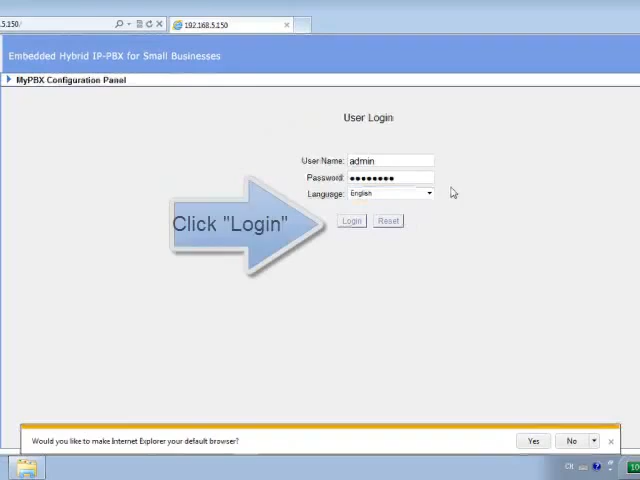 5.150/
192.168.5.150
Embedded Hybrid IP-PBX for Small Businesses
MyPBX Configuration Panel
User Login
User Name: admin
Password: ●●●●●●●●
Language: English
Click "Login"
Login Reset
Would you like to make Internet Explorer your default browser?
Yes No
CH
10